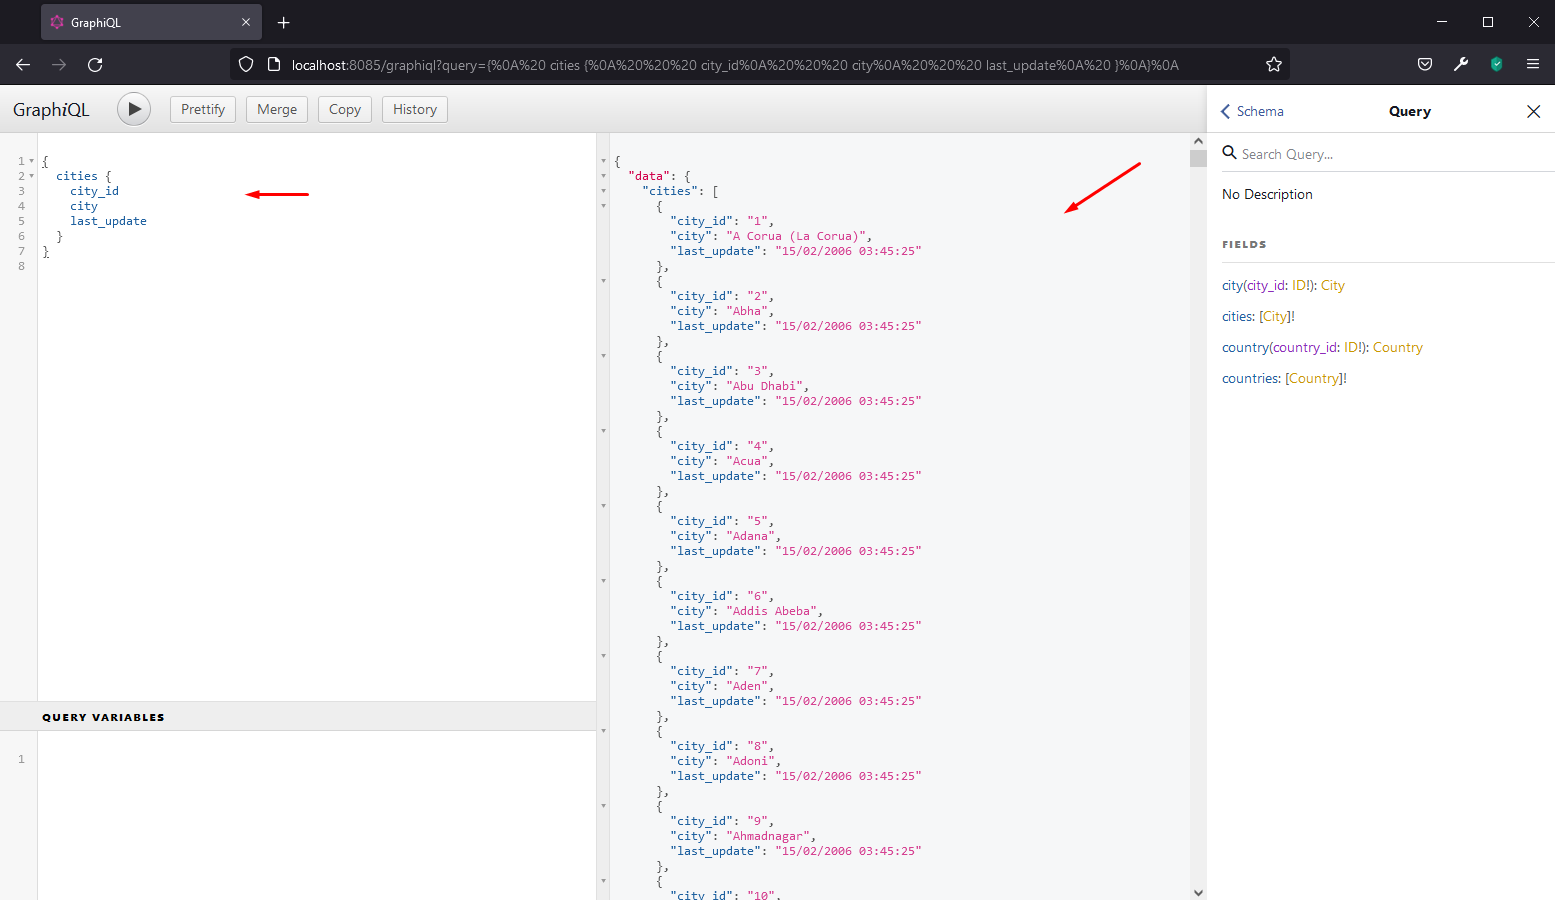 GraphiQL
localhost:8085/graphiql?query={%0A%20 cities {%0A%20%20%20 city_id%0A%20%20%20 city%0A%20%20%20 last_update%0A%20 }%0A}%0A
GraphiQL
Prettify
Merge
Copy
History
1 {
2 cities {
3 city_id
4 city
5 last_update
6 }
7 }
8
QUERY VARIABLES
1
{
"data": {
"cities": [
{
"city_id": "1",
"city": "A Corua (La Corua)",
"last_update": "15/02/2006 03:45:25"
},
{
"city_id": "2",
"city": "Abha",
"last_update": "15/02/2006 03:45:25"
},
{
"city_id": "3",
"city": "Abu Dhabi",
"last_update": "15/02/2006 03:45:25"
},
{
"city_id": "4",
"city": "Acua",
"last_update": "15/02/2006 03:45:25"
},
{
"city_id": "5",
"city": "Adana",
"last_update": "15/02/2006 03:45:25"
},
{
"city_id": "6",
"city": "Addis Abeba",
"last_update": "15/02/2006 03:45:25"
},
{
"city_id": "7",
"city": "Aden",
"last_update": "15/02/2006 03:45:25"
},
{
"city_id": "8",
"city": "Adoni",
"last_update": "15/02/2006 03:45:25"
},
{
"city_id": "9",
"city": "Ahmadnagar",
"last_update": "15/02/2006 03:45:25"
},
{
"city_id": "10",
Schema
Query
Search Query...
No Description
FIELDS
city(city_id: ID!): City
cities: [City]!
country(country_id: ID!): Country
countries: [Country]!